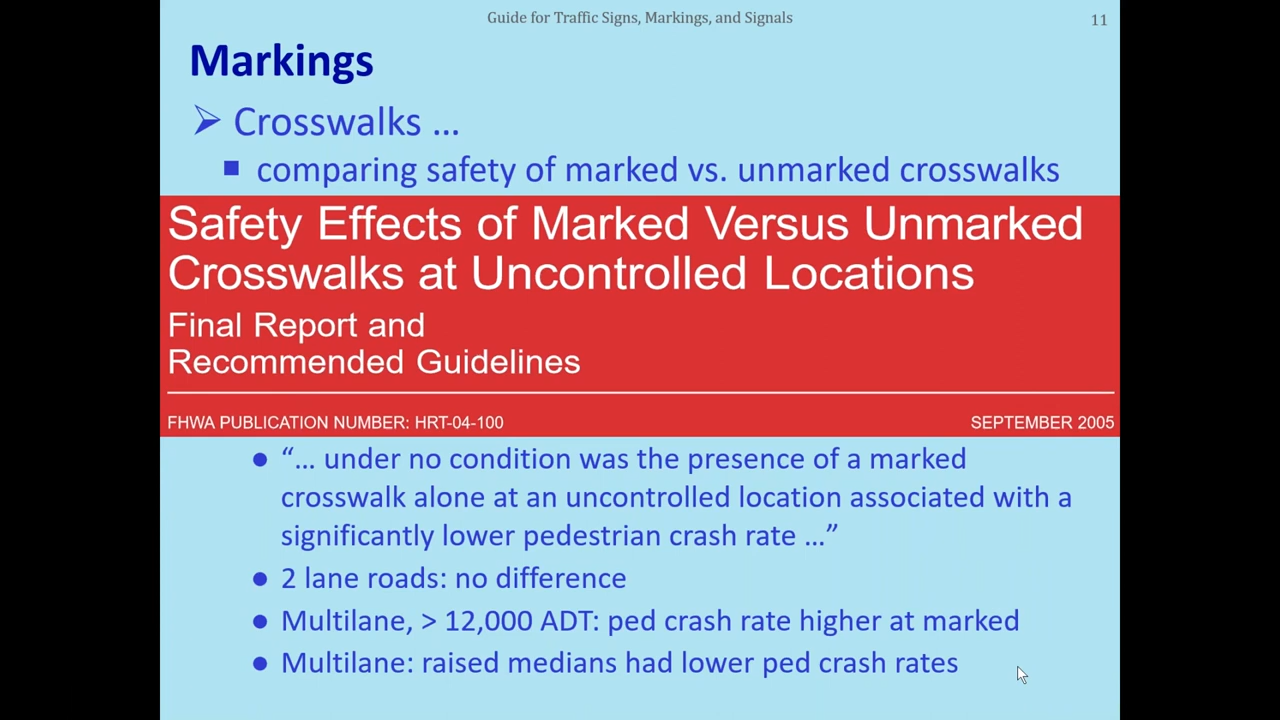 Guide for Traffic Signs, Markings, and Signals
11
Markings
Crosswalks …
comparing safety of marked vs. unmarked crosswalks
Safety Effects of Marked Versus Unmarked
Crosswalks at Uncontrolled Locations
Final Report and
Recommended Guidelines
FHWA PUBLICATION NUMBER: HRT-04-100
SEPTEMBER 2005
“… under no condition was the presence of a marked
crosswalk alone at an uncontrolled location associated with a
significantly lower pedestrian crash rate …”
2 lane roads: no difference
Multilane, > 12,000 ADT: ped crash rate higher at marked
Multilane: raised medians had lower ped crash rates